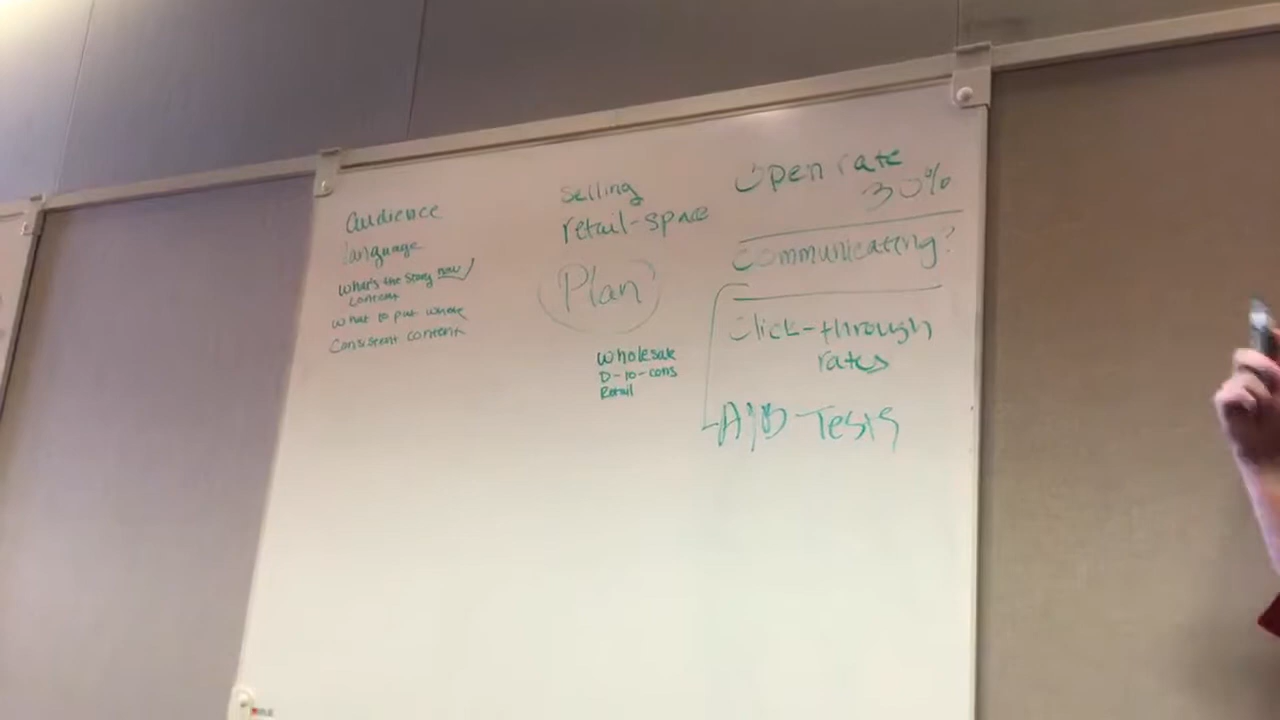 audience
language
what's the story now
content
what to put where
Consistent content
Selling
retail-space
Plan
wholesale
D-to-cons
Retail
Open rate
30%
communicating?
Click-through
rates
A/B Tests